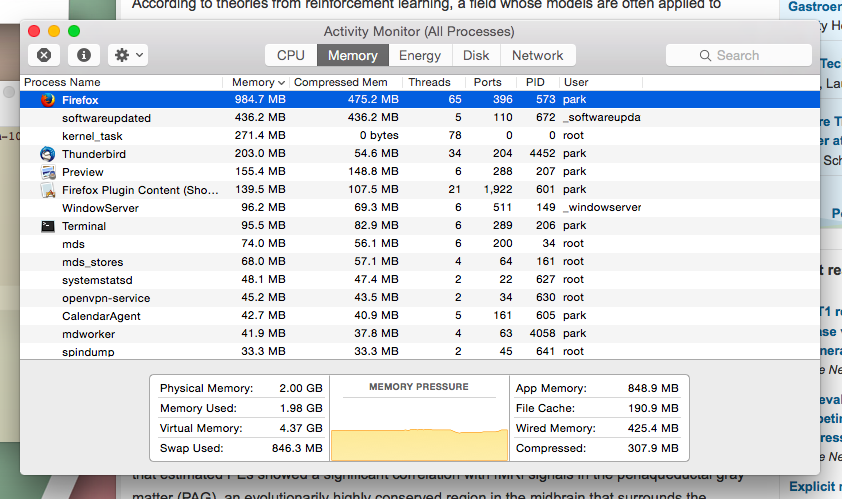 According to theories from reinforcement learning, a field whose models are often applied to
Gastroen
Activity Monitor (All Processes)
CPU Memory Energy Disk Network Search
Process Name Memory Compressed Mem Threads Ports PID User
Firefox 984.7 MB 475.2 MB 65 396 573 park
softwareupdated 436.2 MB 436.2 MB 5 110 672 _softwareupda
kernel_task 271.4 MB 0 bytes 78 0 0 root
Thunderbird 203.0 MB 54.6 MB 34 204 4452 park
Preview 155.4 MB 148.8 MB 6 288 207 park
Firefox Plugin Content (Sho... 139.5 MB 107.5 MB 21 1,922 601 park
WindowServer 96.2 MB 69.3 MB 6 511 149 _windowserver
Terminal 95.5 MB 82.9 MB 6 289 206 park
mds 74.0 MB 56.1 MB 6 200 34 root
mds_stores 68.0 MB 57.1 MB 4 64 161 root
systemstatsd 48.1 MB 47.4 MB 2 22 627 root
openvpn-service 45.2 MB 43.5 MB 2 34 630 root
CalendarAgent 42.7 MB 40.9 MB 5 161 605 park
mdworker 41.9 MB 37.8 MB 4 63 4058 park
spindump 33.3 MB 33.3 MB 2 45 641 root
Physical Memory: 2.00 GB
Memory Used: 1.98 GB
Virtual Memory: 4.37 GB
Swap Used: 846.3 MB
MEMORY PRESSURE
App Memory: 848.9 MB
File Cache: 190.9 MB
Wired Memory: 425.4 MB
Compressed: 307.9 MB
that estimated PEs showed a significant correlation with fMRI signals in the periaqueductal gray
matter (PAG), an evolutionarily highly conserved region in the midbrain that surrounds the
Explicit r